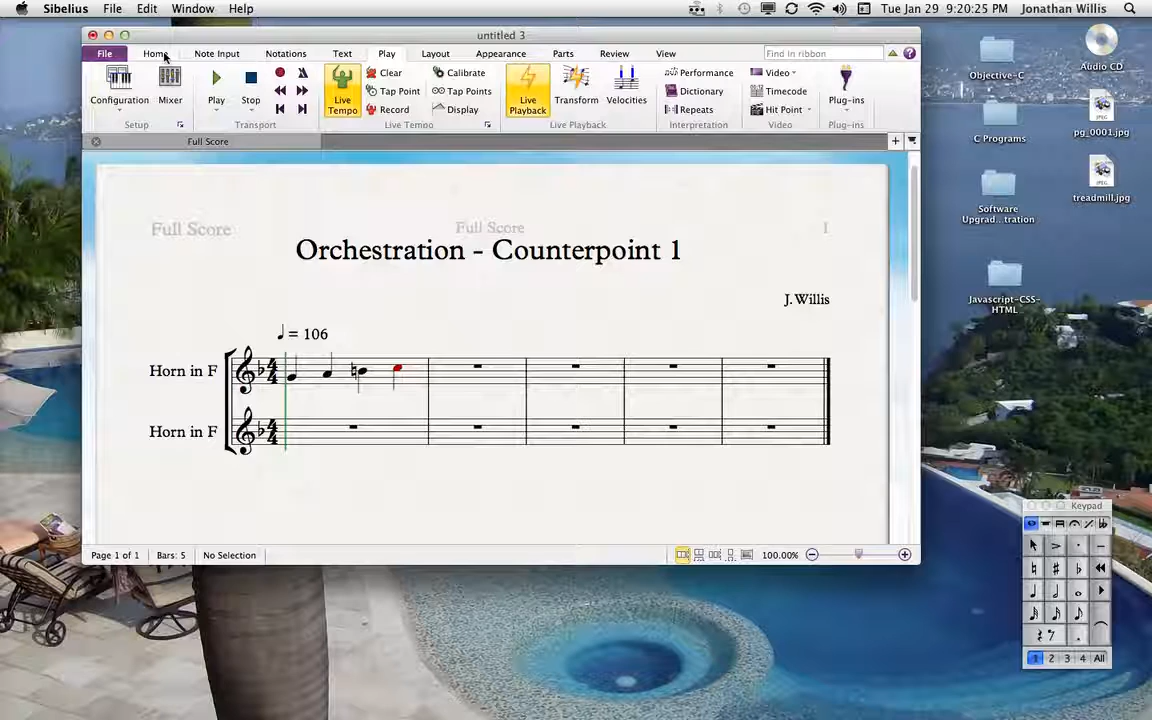 Sibelius File Edit Window Help Tue Jan 29 9:20:25 PM Jonathan Willis
untitled 3
File Home Note Input Notations Text Play Layout Appearance Parts Review View Find in ribbon
Clear Calibrate Performance Video
Configuration Mixer Play Stop Live Tempo Tap Point Tap Points Live Playback Transform Velocities Dictionary Timecode Plug-ins
Record Display Repeats Hit Point
Setup Transport Live Tempo Live Playback Interpretation Video Plug-ins
Full Score
Full Score Full Score 1
Orchestration - Counterpoint 1
J. Willis
= 106
Horn in F 4 4
Horn in F 4 4
Page 1 of 1 Bars: 5 No Selection 100.00%
Audio CD
Objective-C
pg_0001.jpg
C Programs
treadmill.jpg
Software
Upgrad...tration
Javascript-CSS-
HTML
Keypad
1 2 3 4 All